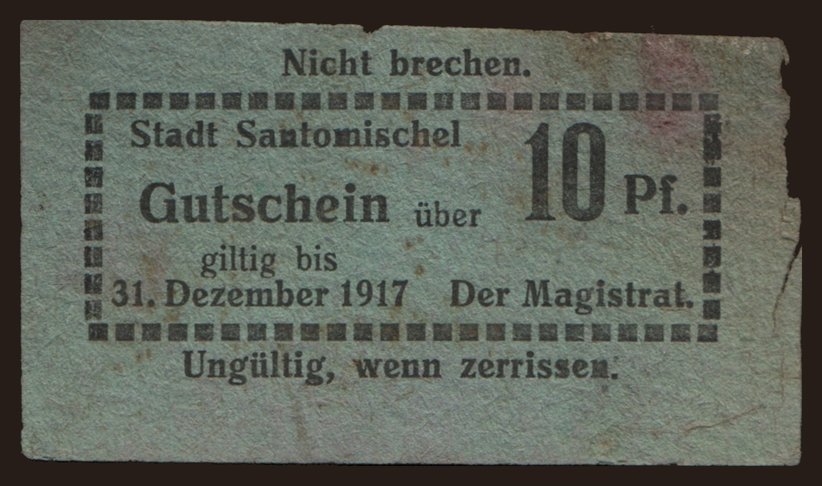 Nicht brechen.
Stadt Santomischel
10 Pf.
Gutschein über
giltig bis
31. Dezember 1917 Der Magistrat.
Ungültig, wenn zerrissen.